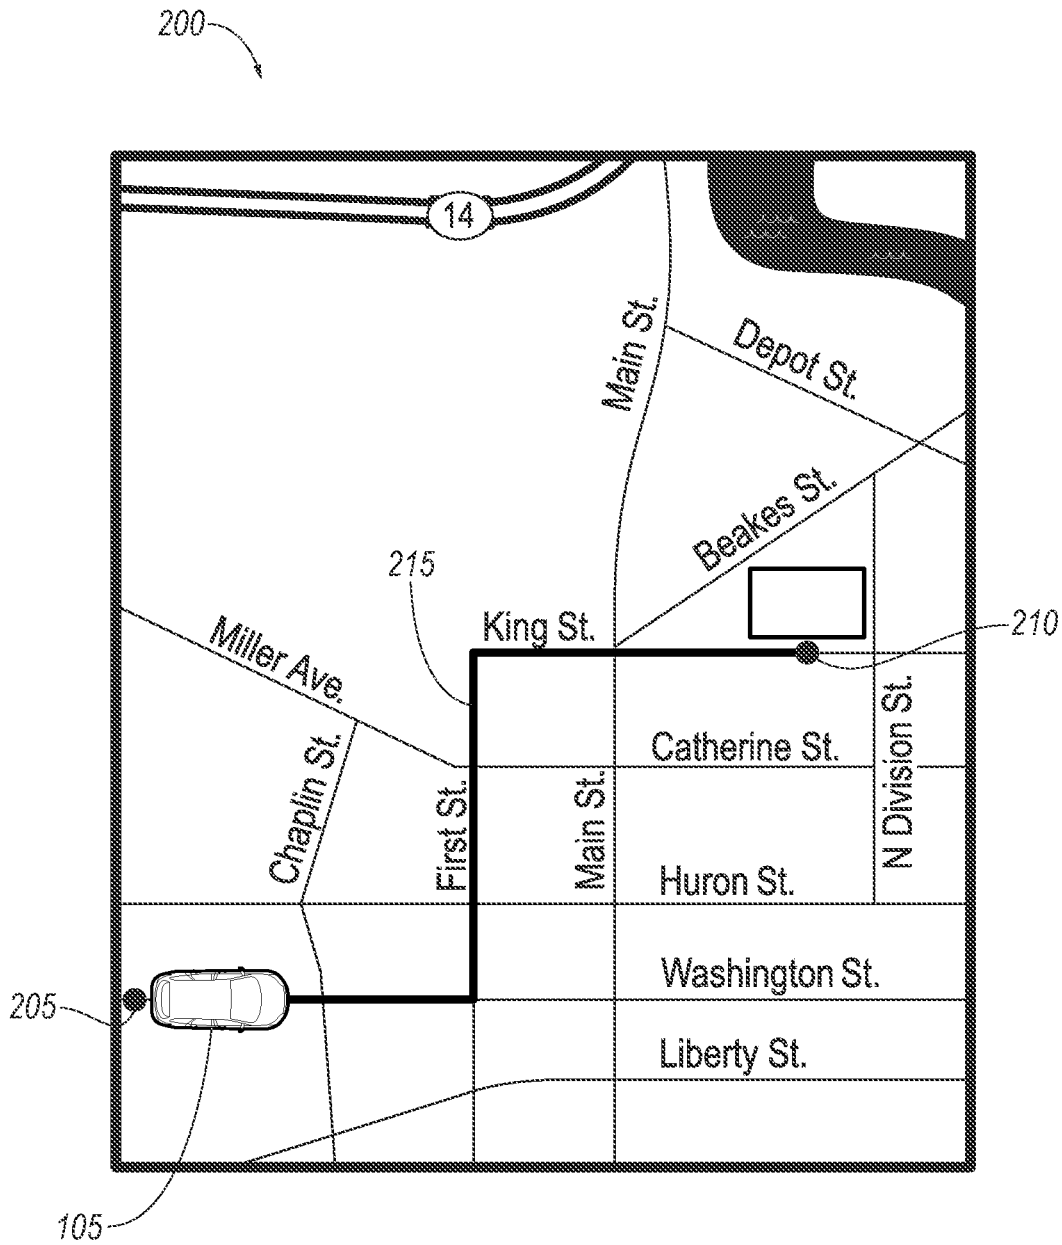 200
14
Main St.
Depot St.
Beakes St.
215
King St.
210
Miller Ave.
Chaplin St.
First St.
Main St.
Catherine St.
N Division St.
Huron St.
Washington St.
205
Liberty St.
105